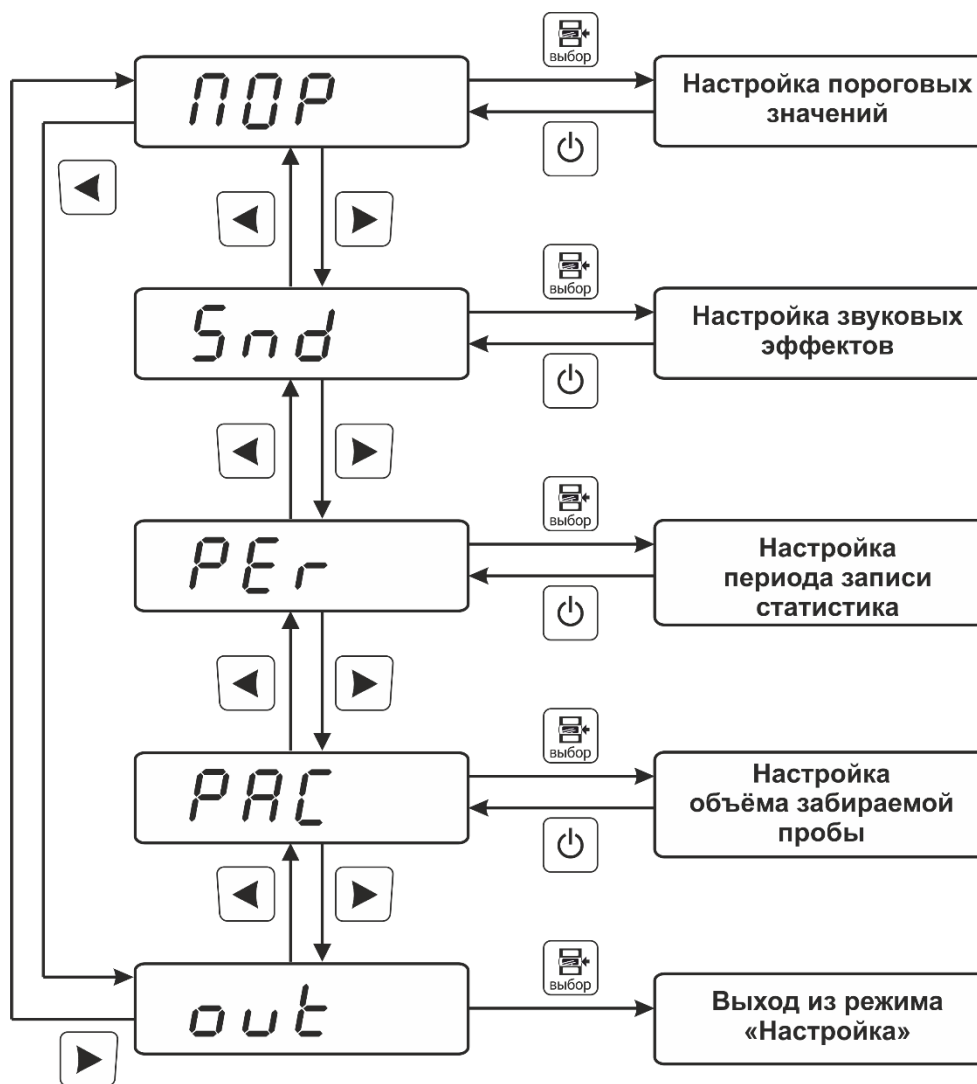 выбор
ПОР
Настройка пороговых
значений
выбор
Snd
Настройка звуковых
эффектов
выбор
PEr
Настройка
периода записи
статистика
выбор
PAC
Настройка
объёма забираемой
пробы
выбор
out
Выход из режима
«Настройка»